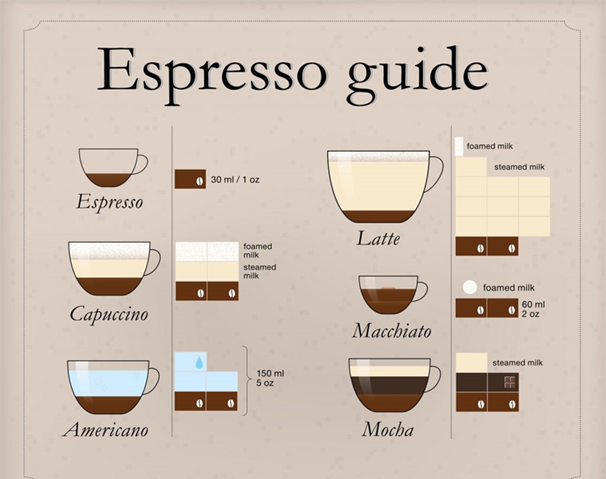 Espresso guide
Espresso
30 ml / 1 oz
Capuccino
foamed
milk
steamed
milk
Americano
150 ml
5 oz
Latte
foamed milk
steamed milk
Macchiato
foamed milk
60 ml
2 oz
Mocha
steamed milk